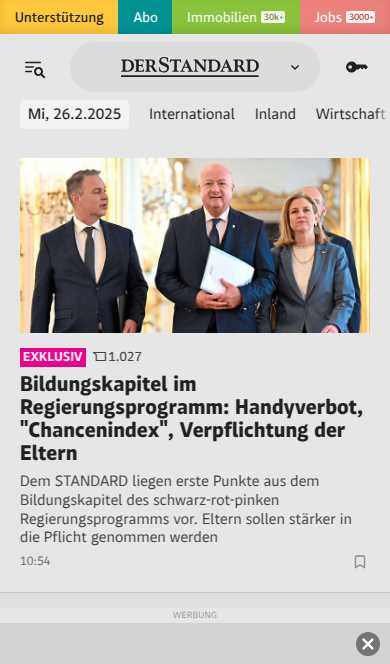 Unterstützung Abo Immobilien 30k+ Jobs 3000+
DERSTANDARD
Mi, 26.2.2025 International Inland Wirtschaft
EXKLUSIV 1.027
Bildungskapitel im
Regierungsprogramm: Handyverbot,
"Chancenindex", Verpflichtung der
Eltern
Dem STANDARD liegen erste Punkte aus dem
Bildungskapitel des schwarz-rot-pinken
Regierungsprogramms vor. Eltern sollen stärker in
die Pflicht genommen werden
10:54
WERBUNG